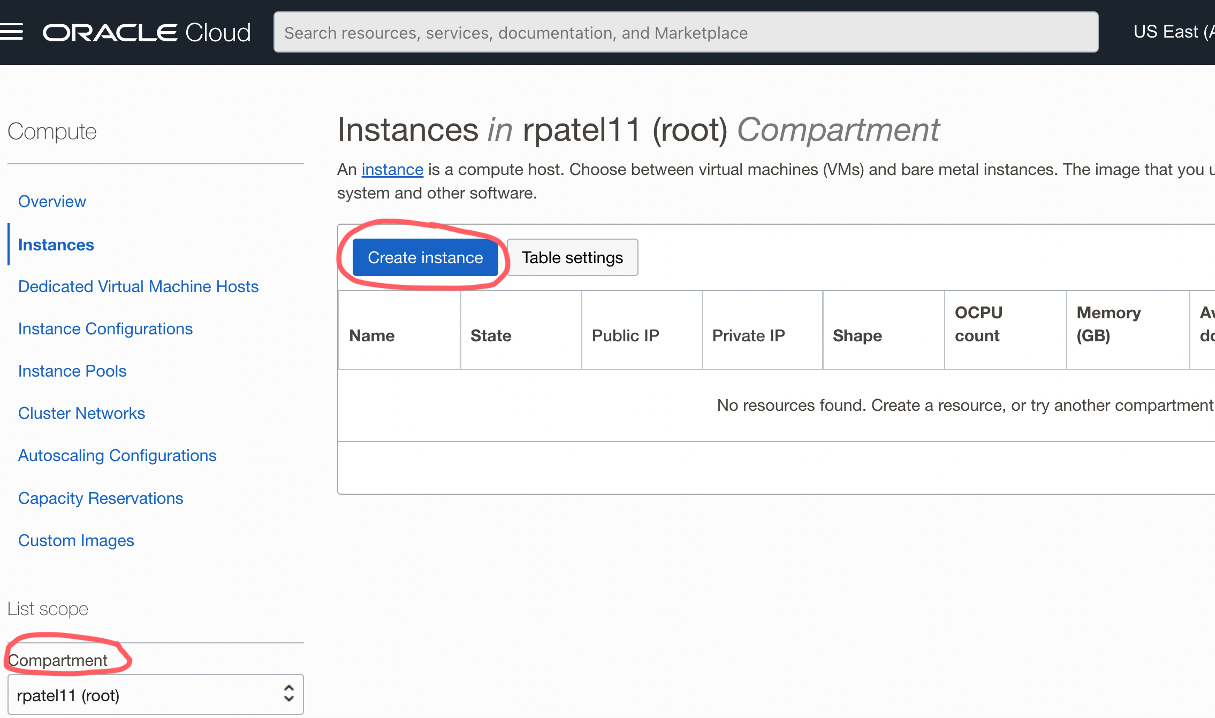 ORACLE Cloud
Search resources, services, documentation, and Marketplace
US East (
Compute
Overview
Instances
Dedicated Virtual Machine Hosts
Instance Configurations
Instance Pools
Cluster Networks
Autoscaling Configurations
Capacity Reservations
Custom Images
List scope
Compartment
rpatel11 (root)
Instances in rpatel11 (root) Compartment
An instance is a compute host. Choose between virtual machines (VMs) and bare metal instances. The image that you
system and other software.
Create instance
Table settings
Name
State
Public IP
Private IP
Shape
OCPU
count
Memory
(GB)
No resources found. Create a resource, or try another compartment